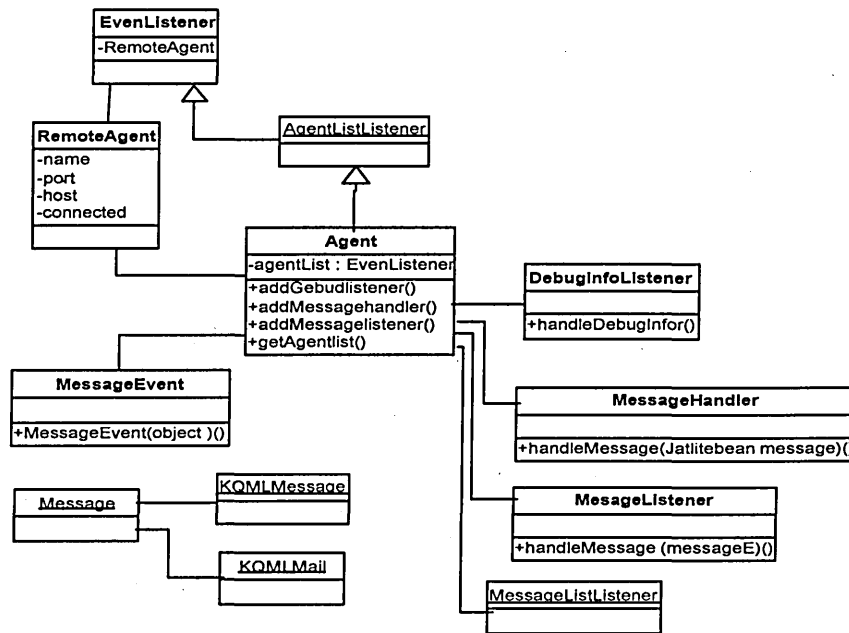 EvenListener
-RemoteAgent
AgentListListener
RemoteAgent
-name
-port
-host
-connected
Agent
-agentList : EvenListener
+addGebudlistener()
+addMessagehandler()
+addMessagelistener()
+getAgentlist()
DebugInfoListener
+handleDebugInfor()
MessageEvent
+MessageEvent(object )()
MessageHandler
+handleMessage(Jatlitebean message)()
Message
KQMLMessage
MesageListener
+handleMessage (messageE)()
KQMLMail
MessageListListener